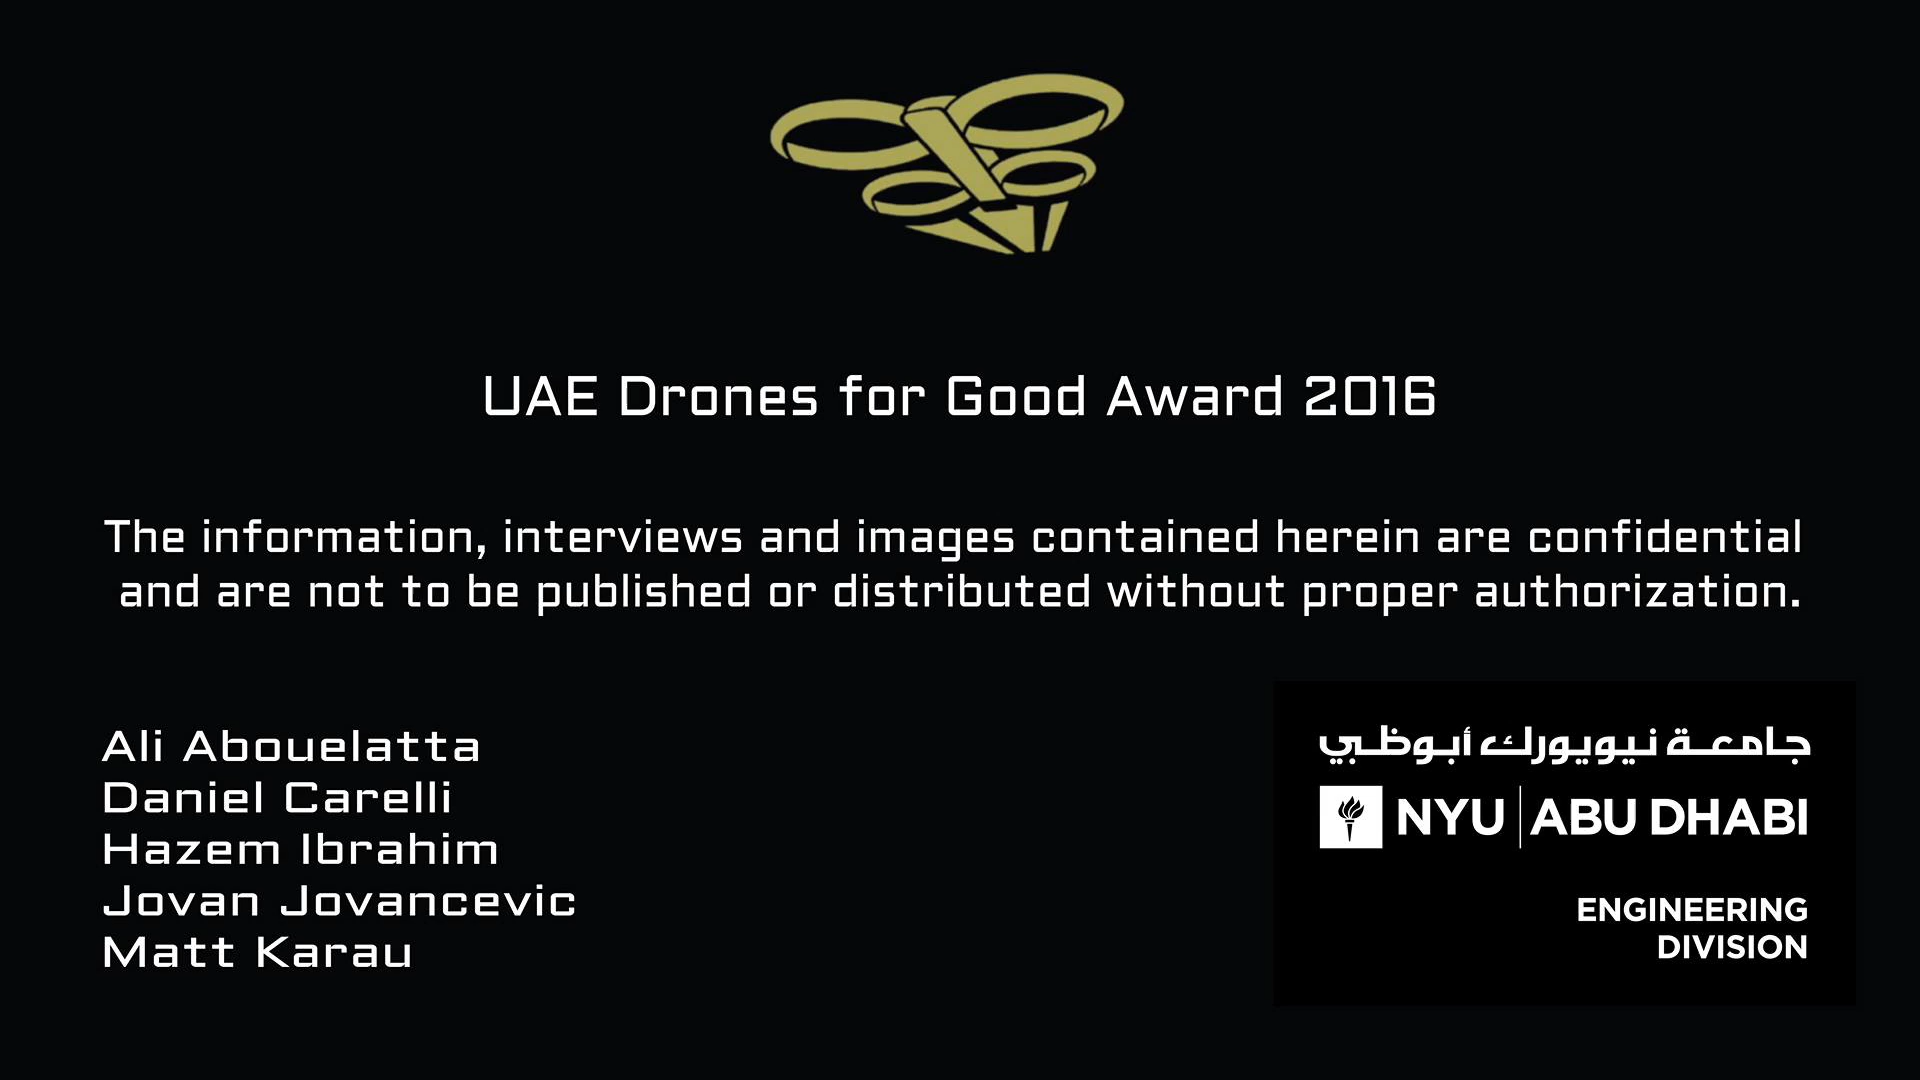 UAE Drones for Good Award 2016
The information, interviews and images contained herein are confidential
and are not to be published or distributed without proper authorization.
Ali Abouelatta
Daniel Carelli
Hazem Ibrahim
Jovan Jovancevic
Matt Karau
جامعة نيويورك أبوظبي
NYU | ABU DHABI
ENGINEERING
DIVISION